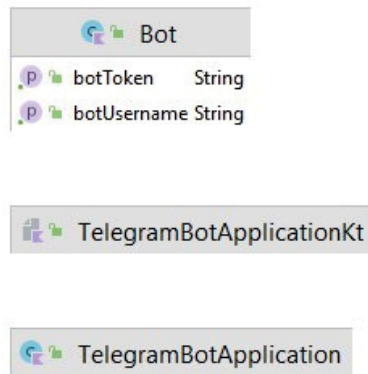 Bot
botToken String
botUsername String
TelegramBotApplicationKt
TelegramBotApplication